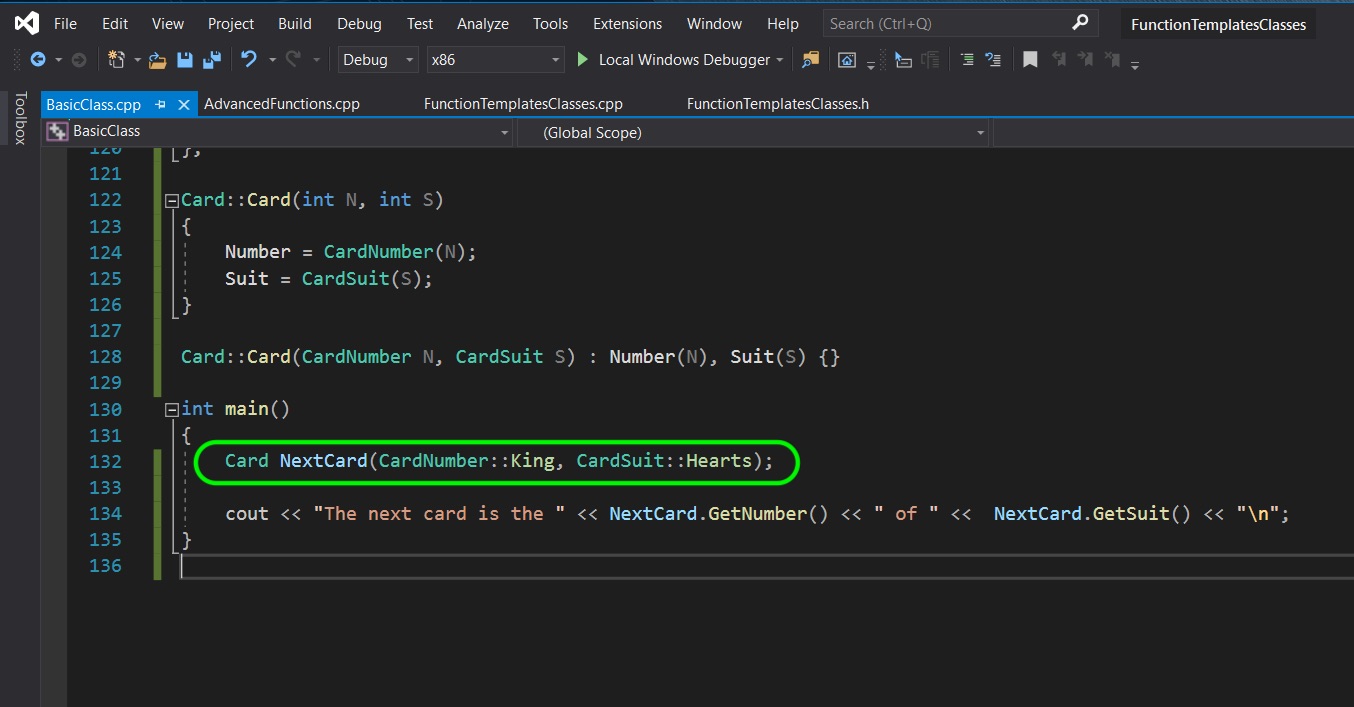 File Edit View Project Build Debug Test Analyze Tools Extensions Window Help Search (Ctrl+Q) FunctionTemplatesClasses
Debug x86 Local Windows Debugger
Toolbox
BasicClass.cpp AdvancedFunctions.cpp FunctionTemplatesClasses.cpp FunctionTemplatesClasses.h
BasicClass (Global Scope)
120 };
121
122 Card::Card(int N, int S)
123 {
124 Number = CardNumber(N);
125 Suit = CardSuit(S);
126 }
127
128 Card::Card(CardNumber N, CardSuit S) : Number(N), Suit(S) {}
129
130 int main()
131 {
132 Card NextCard(CardNumber::King, CardSuit::Hearts);
133
134 cout << "The next card is the " << NextCard.GetNumber() << " of " <<  NextCard.GetSuit() << "\n";
135 }
136